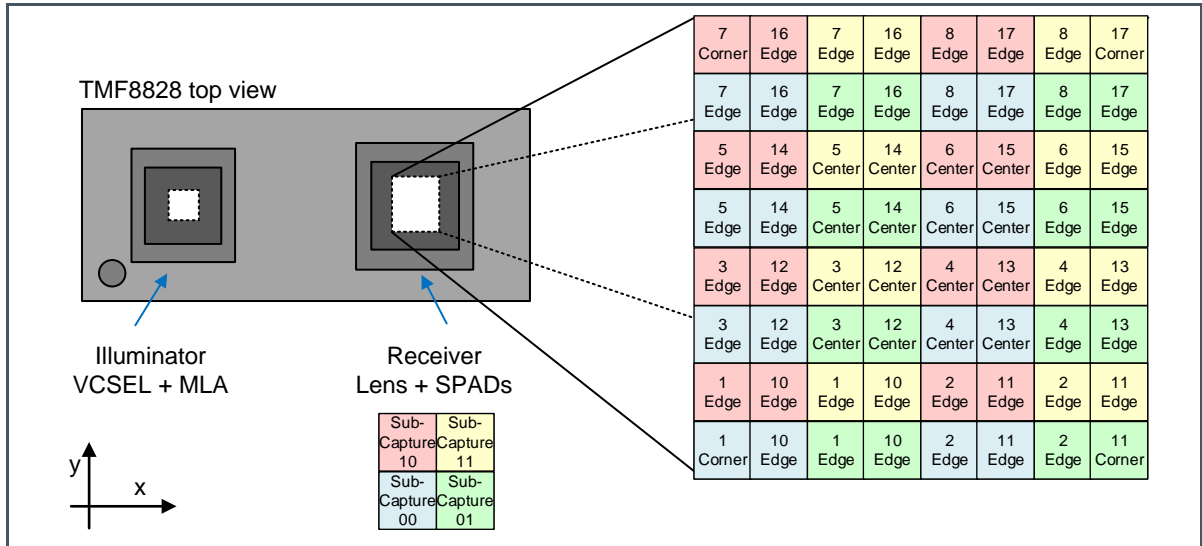 TMF8828 top view
Illuminator
VCSEL + MLA
Receiver
Lens + SPADs
Sub-Capture 10 Sub-Capture 11
Sub-Capture 00 Sub-Capture 01
y
x
7 16 7 16 8 17 8 17
Corner Edge Edge Edge Edge Edge Edge Corner
7 16 7 16 8 17 8 17
Edge Edge Edge Edge Edge Edge Edge Edge
5 14 5 14 6 15 6 15
Edge Edge Center Center Center Center Edge Edge
5 14 5 14 6 15 6 15
Edge Edge Center Center Center Center Edge Edge
3 12 3 12 4 13 4 13
Edge Edge Center Center Center Center Edge Edge
3 12 3 12 4 13 4 13
Edge Edge Center Center Center Center Edge Edge
1 10 1 10 2 11 2 11
Edge Edge Edge Edge Edge Edge Edge Edge
1 10 1 10 2 11 2 11
Corner Edge Edge Edge Edge Edge Edge Corner